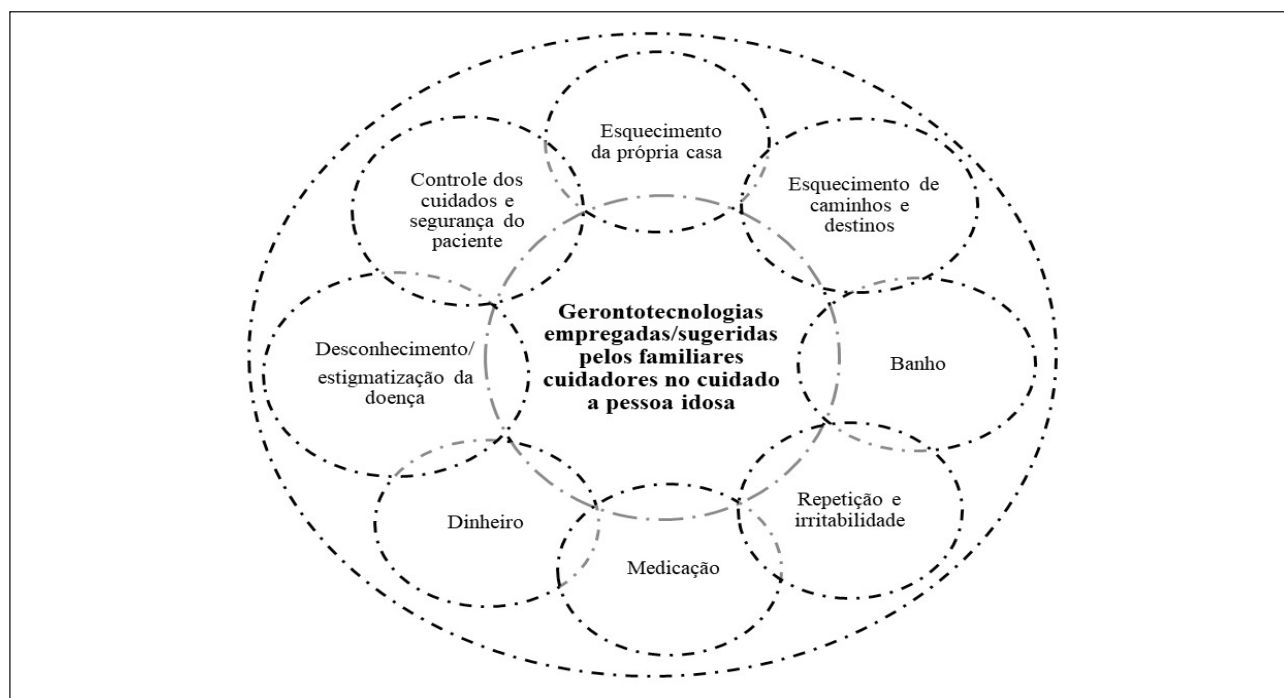 Esquecimento
da própria casa
Esquecimento de
caminhos e
destinos
Banho
Repetição e
irritabilidade
Medicação
Dinheiro
Desconhecimento/
estigmatização da
doença
Controle dos
cuidados e
segurança do
paciente
Gerontotecnologias
empregadas/sugeridas
pelos familiares
cuidadores no cuidado
a pessoa idosa